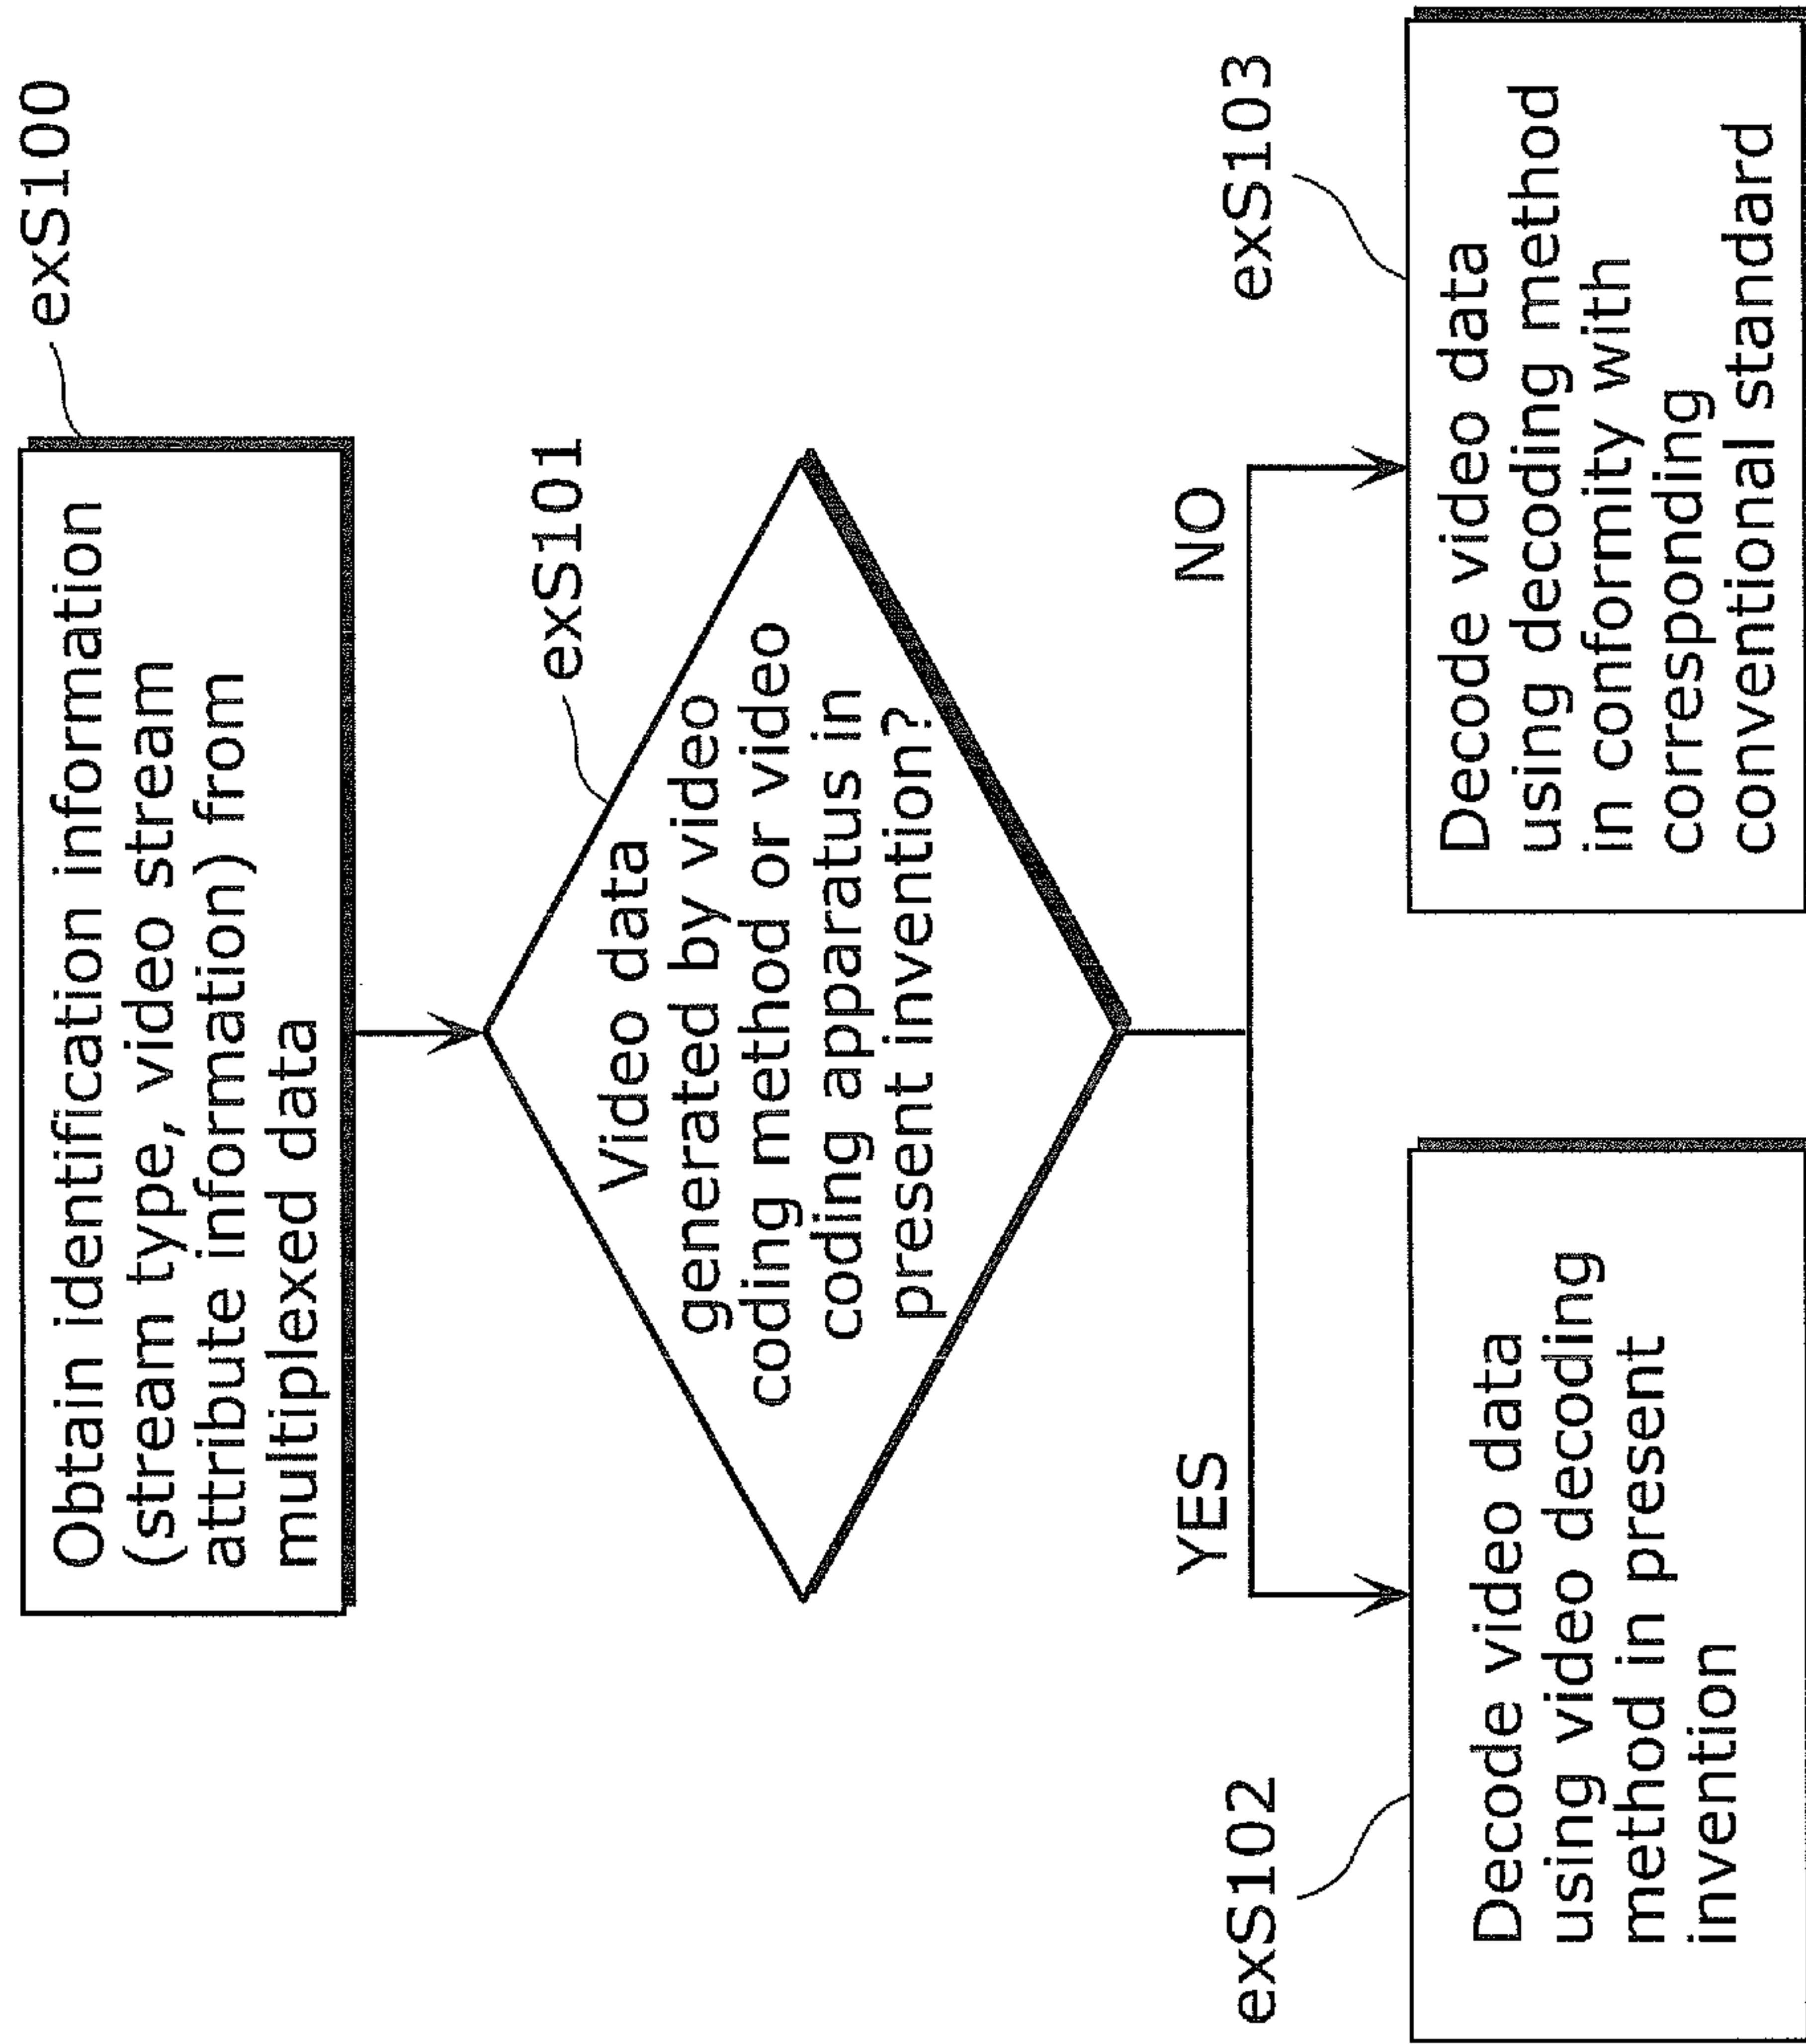 exS100
Obtain identification information
(stream type, video stream
attribute information) from
multiplexed data
exS101
Video data
generated by video
coding method or video
coding apparatus in
present invention?
YES
NO
exS102
Decode video data
using video decoding
method in present
invention
exS103
Decode video data
using decoding method
in conformity with
corresponding
conventional standard